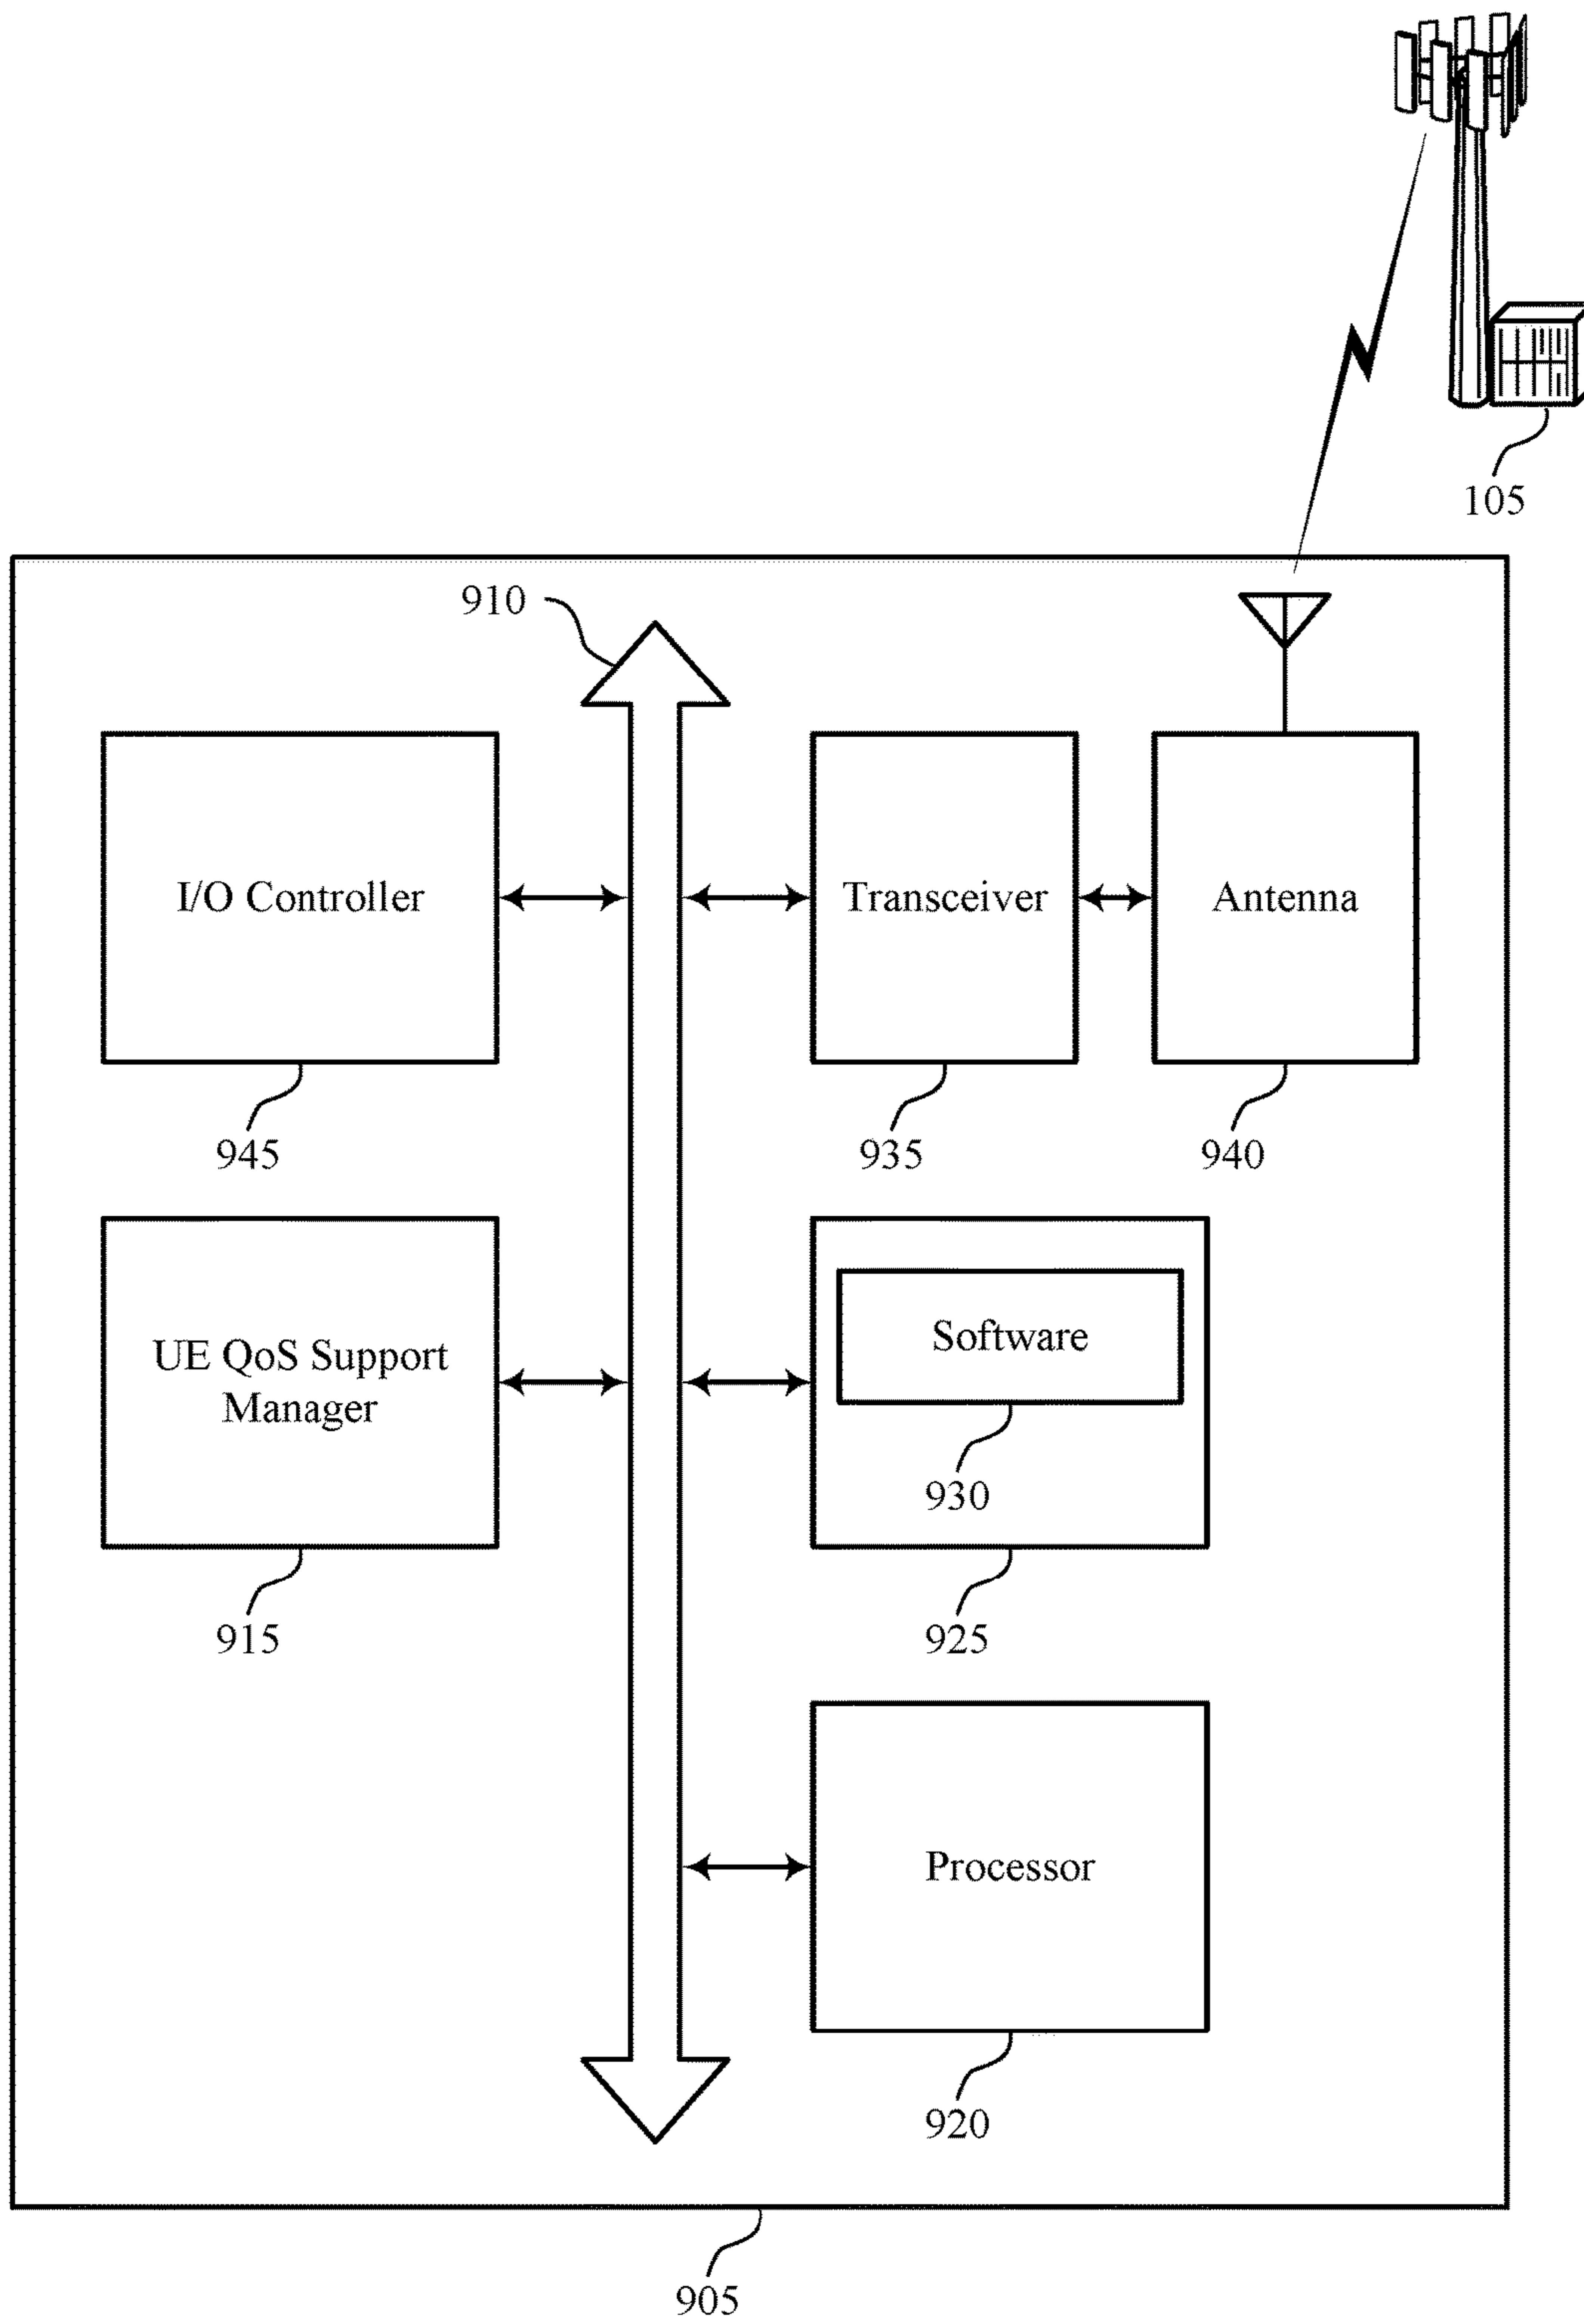 105
910
I/O Controller
Transceiver
Antenna
945
935
940
UE QoS Support
Manager
Software
930
915
925
Processor
920
905